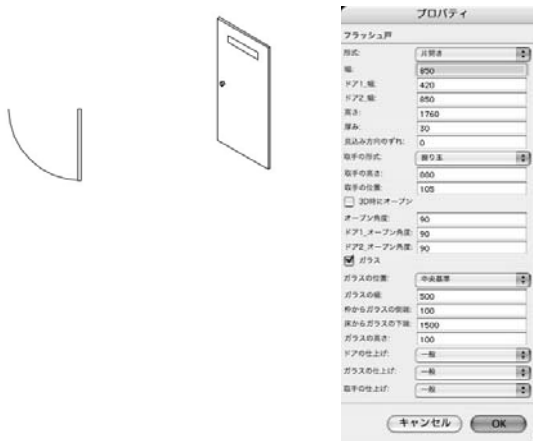 プロパティ
フラッシュ戸
形式: 片開き
幅: 850
ドア1_幅: 420
ドア2_幅: 850
高さ: 1760
厚み: 30
見込み方向のずれ: 0
取手の形式: 握り玉
取手の高さ: 880
取手の位置: 105
3D時にオープン
オープン角度: 90
ドア1_オープン角度: 90
ドア2_オープン角度: 90
ガラス
ガラスの位置: 中央基準
ガラスの幅: 500
枠からガラスの側端: 100
床からガラスの下端: 1500
ガラスの高さ: 100
ドアの仕上げ: 一般
ガラスの仕上げ: 一般
取手の仕上げ: 一般
キャンセル OK